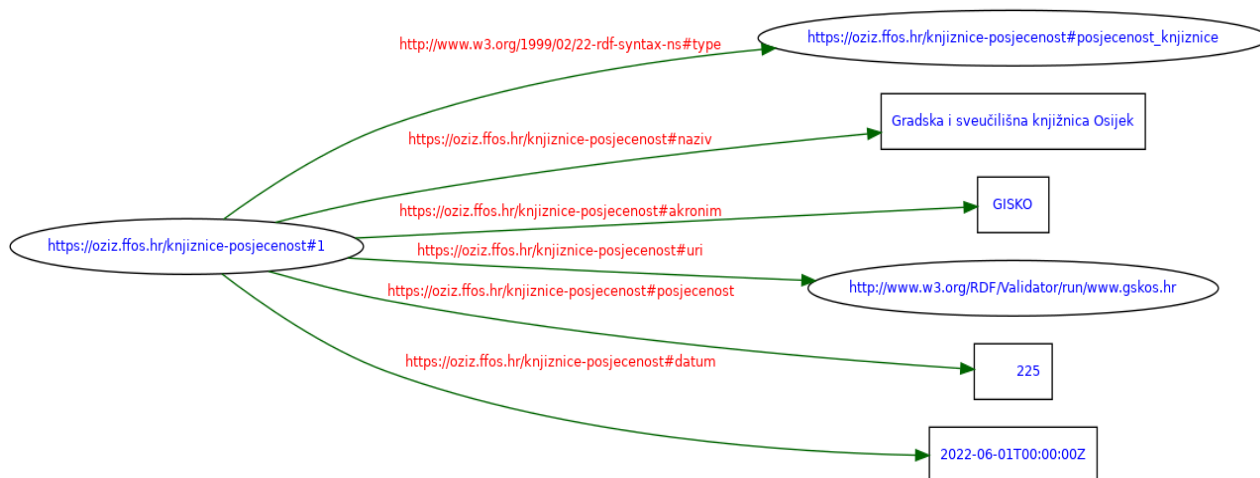 http://www.w3.org/1999/02/22-rdf-syntax-ns#type
https://oziz.ffos.hr/knjiznice-posjecenost#posjecenost_knjiznice
https://oziz.ffos.hr/knjiznice-posjecenost#naziv
Gradska i sveučilišna knjižnica Osijek
https://oziz.ffos.hr/knjiznice-posjecenost#akronim
GISKO
https://oziz.ffos.hr/knjiznice-posjecenost#1
https://oziz.ffos.hr/knjiznice-posjecenost#uri
http://www.w3.org/RDF/Validator/run/www.gskos.hr
https://oziz.ffos.hr/knjiznice-posjecenost#posjecenost
225
https://oziz.ffos.hr/knjiznice-posjecenost#datum
2022-06-01T00:00:00Z